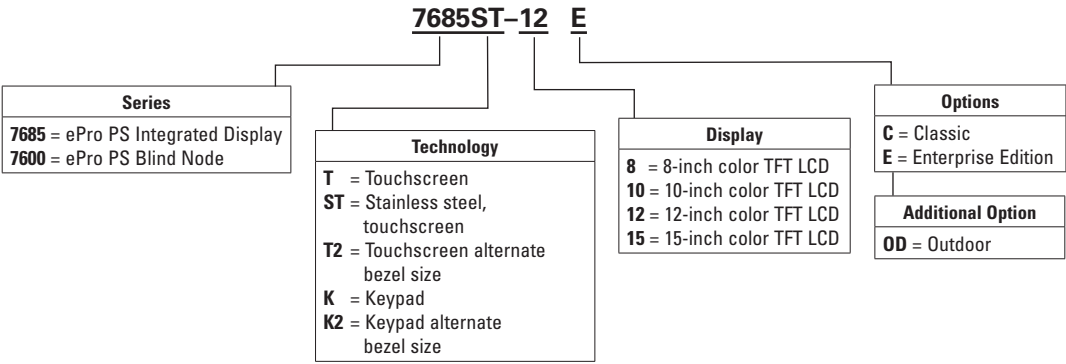 7685ST–12 E
Series
7685 = ePro PS Integrated Display
7600 = ePro PS Blind Node
Technology
T = Touchscreen
ST = Stainless steel,
touchscreen
T2 = Touchscreen alternate
bezel size
K = Keypad
K2 = Keypad alternate
bezel size
Display
8 = 8-inch color TFT LCD
10 = 10-inch color TFT LCD
12 = 12-inch color TFT LCD
15 = 15-inch color TFT LCD
Options
C = Classic
E = Enterprise Edition
Additional Option
OD = Outdoor